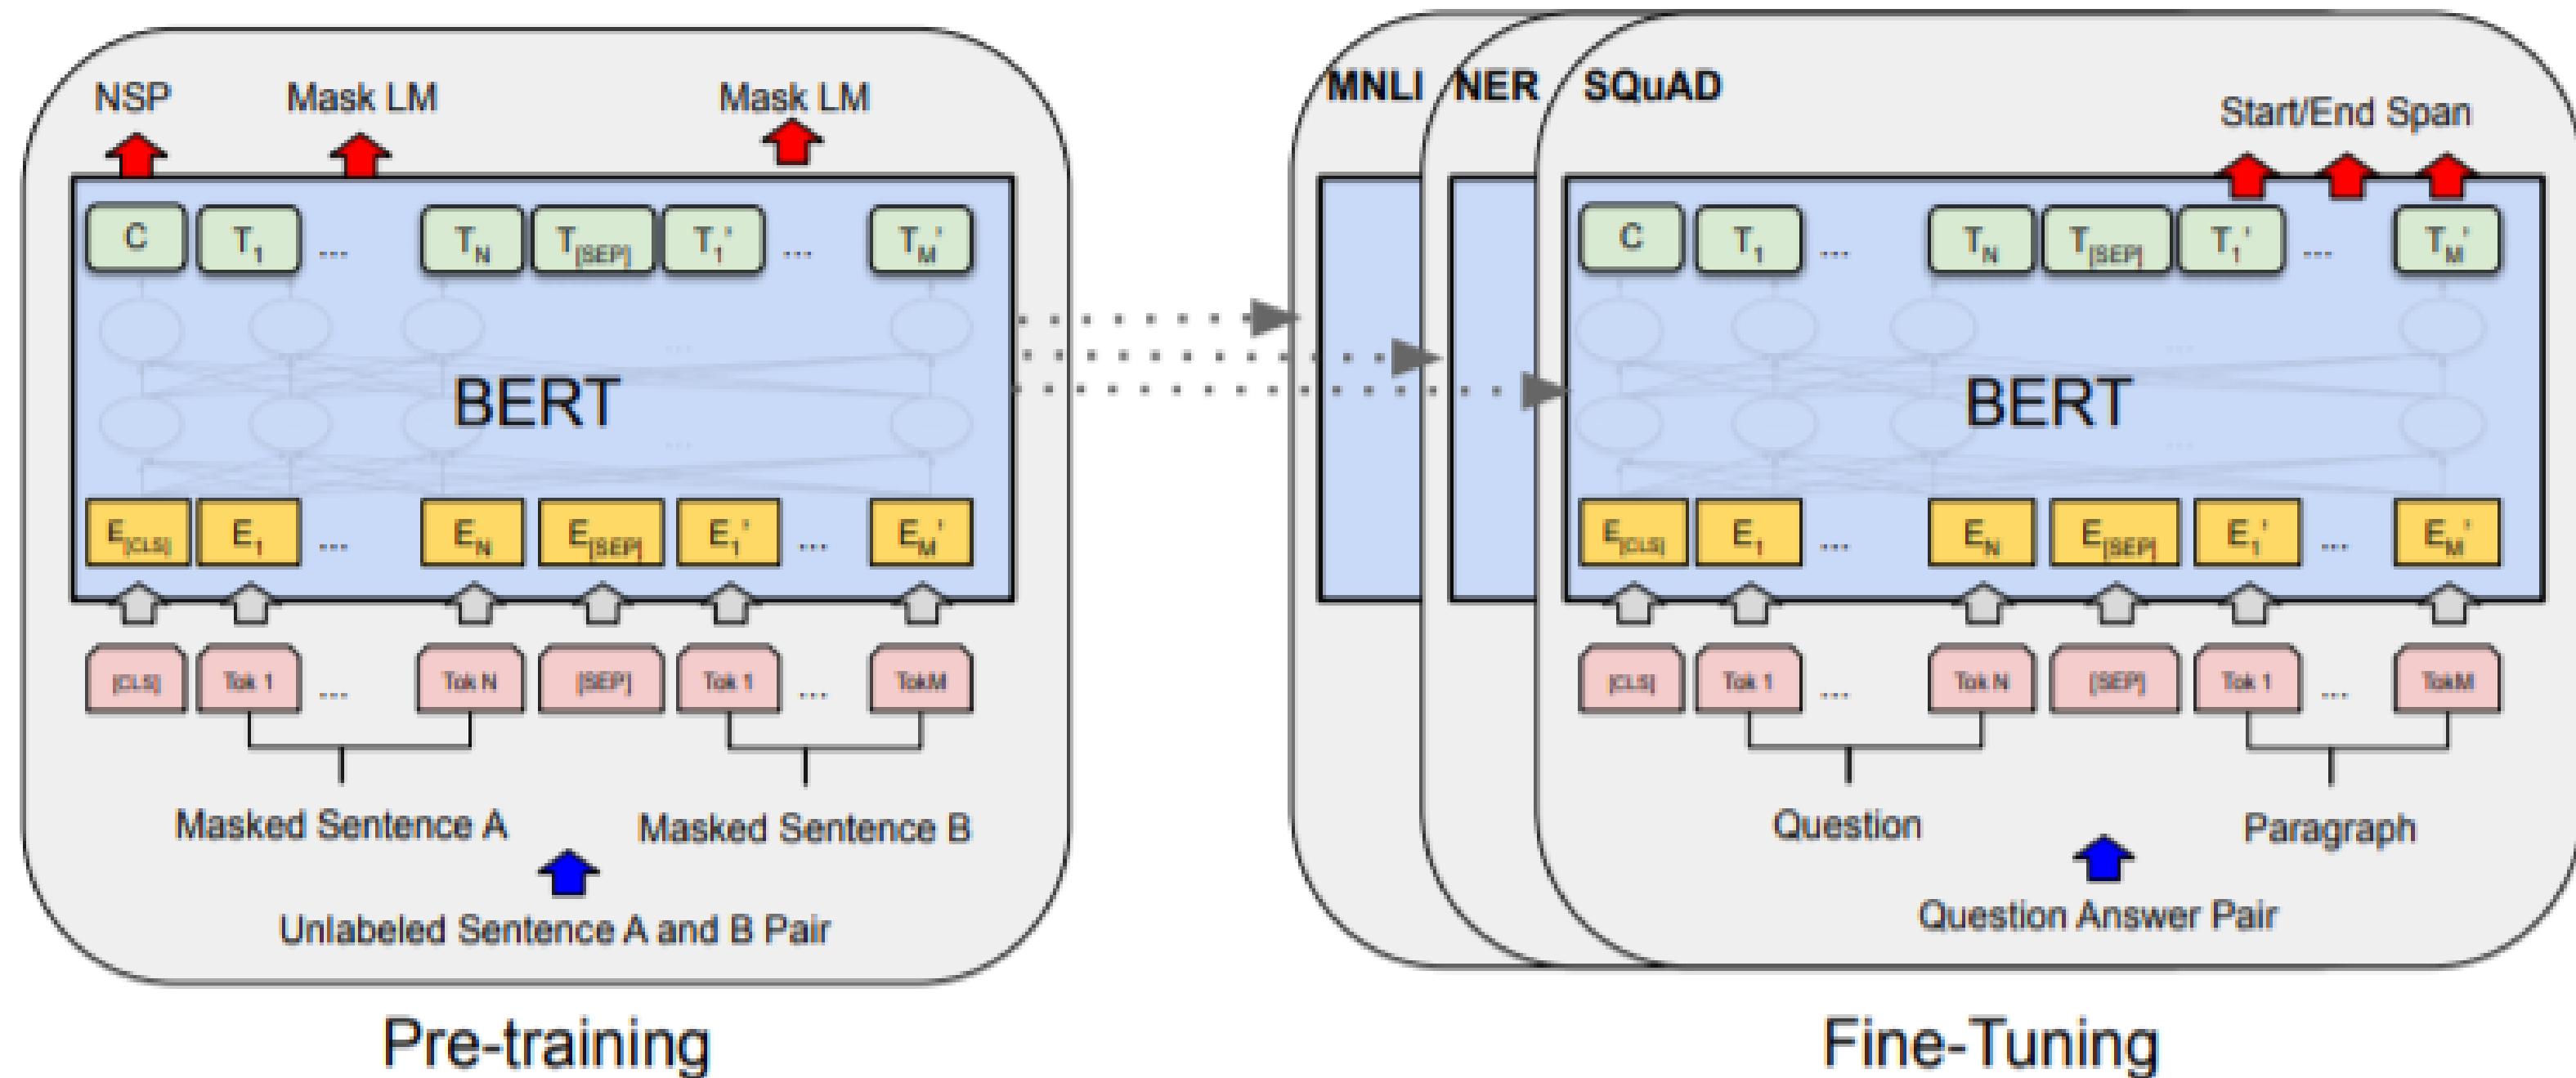 NSP Mask LM Mask LM
C T1 ... TN T[SEP] T1' ... TM'
...
BERT
...
E[CLS] E1 ... EN E[SEP] E1' ... EM'
[CLS] Tok 1 ... Tok N [SEP] Tok 1 ... TokM
Masked Sentence A Masked Sentence B
Unlabeled Sentence A and B Pair
Pre-training
MNLI NER SQuAD
Start/End Span
C T1 ... TN T[SEP] T1' ... TM'
...
BERT
...
E[CLS] E1 ... EN E[SEP] E1' ... EM'
[CLS] Tok 1 ... Tok N [SEP] Tok 1 ... TokM
Question Paragraph
Question Answer Pair
Fine-Tuning